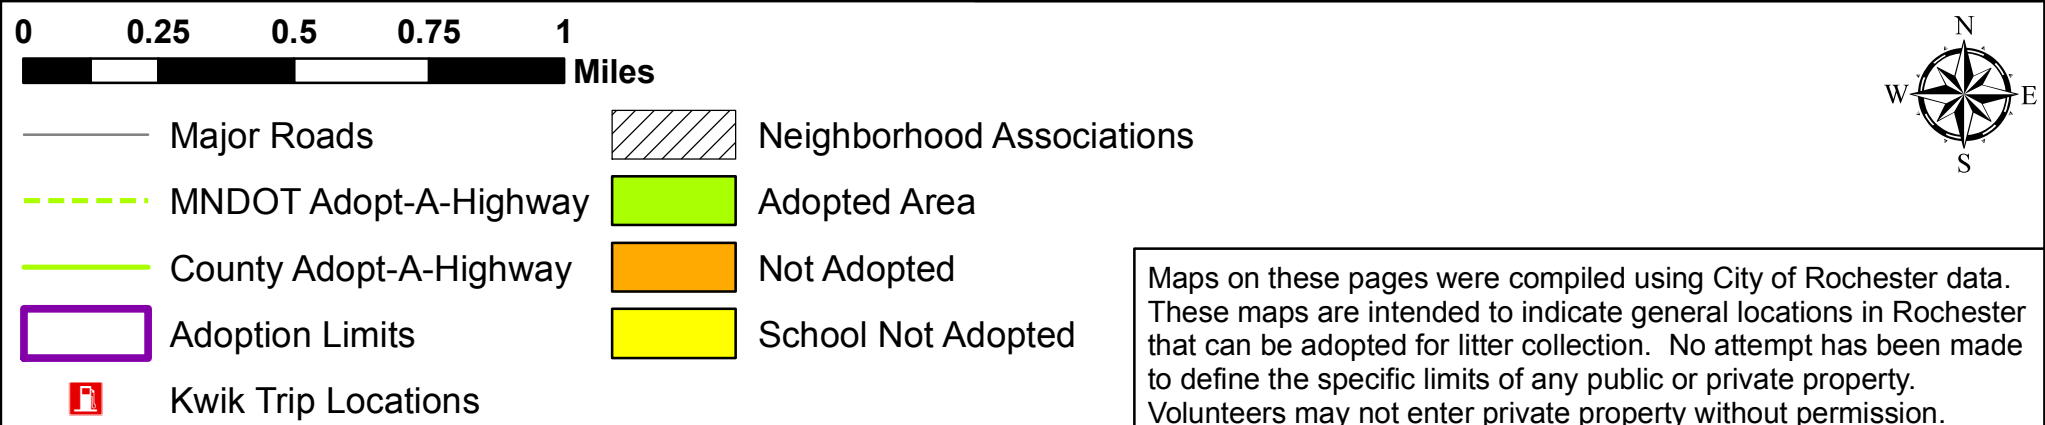 0 0.25 0.5 0.75 1
Miles
N
W E
S
Major Roads
MNDOT Adopt-A-Highway
County Adopt-A-Highway
Adoption Limits
Kwik Trip Locations
Neighborhood Associations
Adopted Area
Not Adopted
School Not Adopted
Maps on these pages were compiled using City of Rochester data.
These maps are intended to indicate general locations in Rochester
that can be adopted for litter collection.  No attempt has been made
to define the specific limits of any public or private property.
Volunteers may not enter private property without permission.